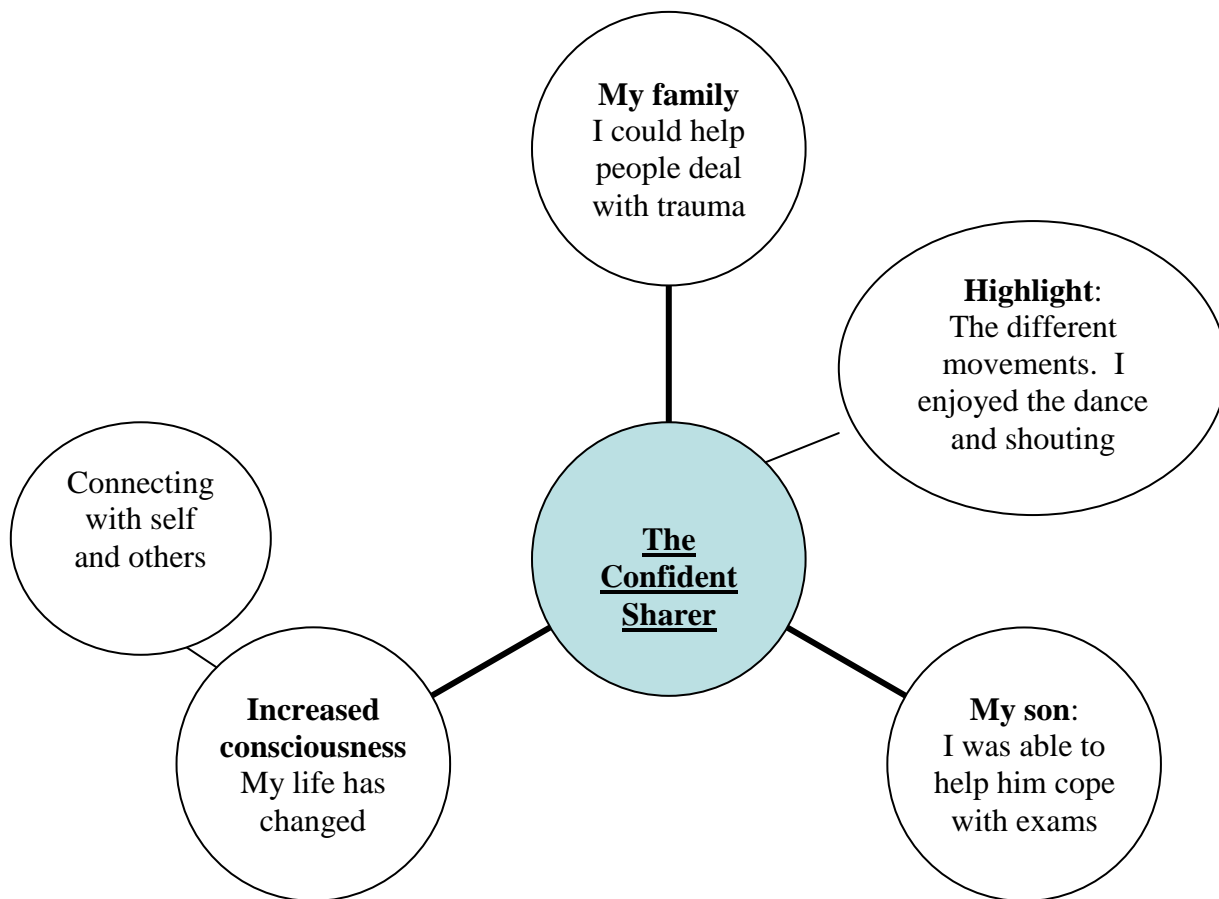 My family
I could help
people deal
with trauma
Highlight:
The different
movements.  I
enjoyed the dance
and shouting
Connecting
with self
and others
The
Confident
Sharer
Increased
consciousness
My life has
changed
My son:
I was able to
help him cope
with exams